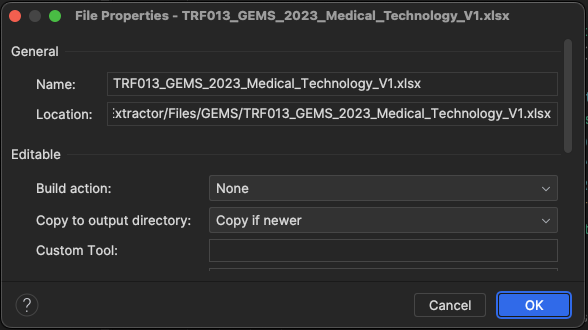 File Properties - TRF013_GEMS_2023_Medical_Technology_V1.xlsx
General
Name: TRF013_GEMS_2023_Medical_Technology_V1.xlsx
Location: Extractor/Files/GEMS/TRF013_GEMS_2023_Medical_Technology_V1.xlsx
Editable
Build action: None
Copy to output directory: Copy if newer
Custom Tool:
? Cancel OK